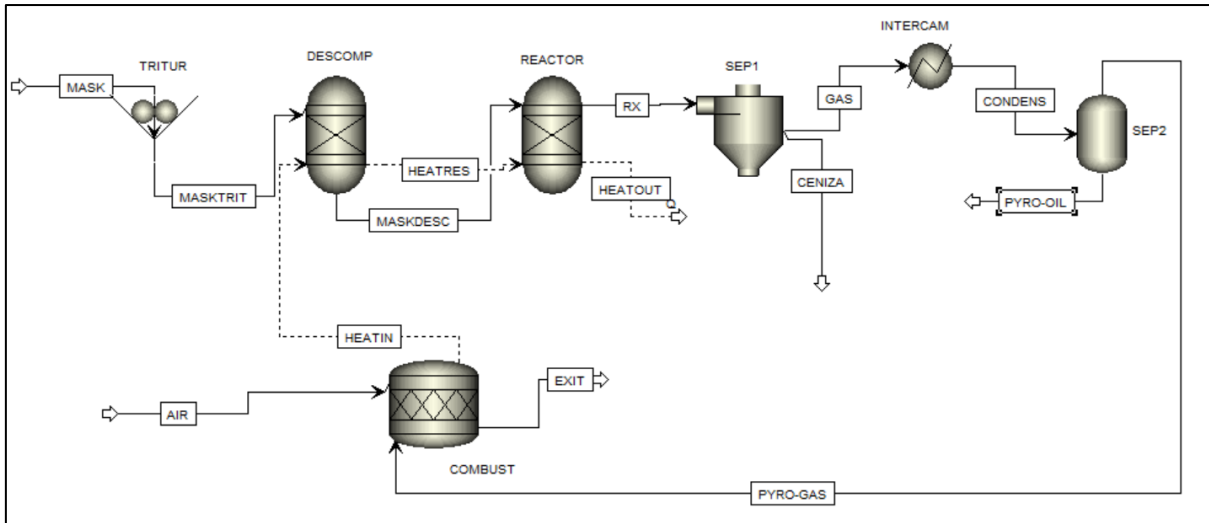 INTERCAM
DESCOMP
REACTOR
SEP1
TRITUR
MASK
GAS
CONDENS
RX
SEP2
HEATRES
CENIZA
HEATOUT
Q
MASKTRIT
MASKDESC
PYRO-OIL
HEATIN
EXIT
AIR
COMBUST
PYRO-GAS